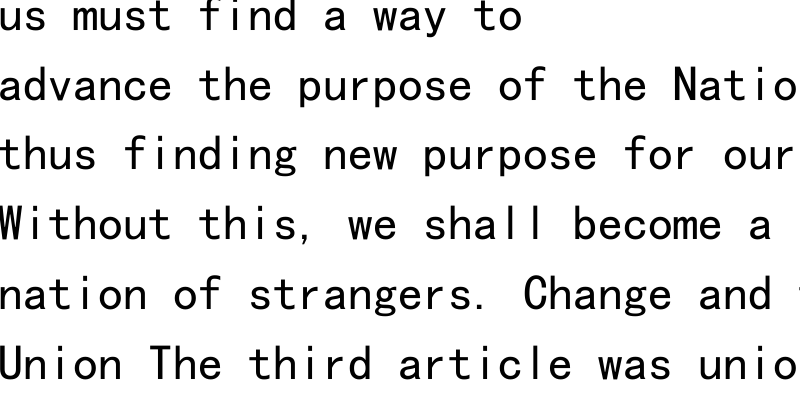 us must find a way to
advance the purpose of the Natio
thus finding new purpose for our
Without this, we shall become a
nation of strangers. Change and
Union The third article was unio